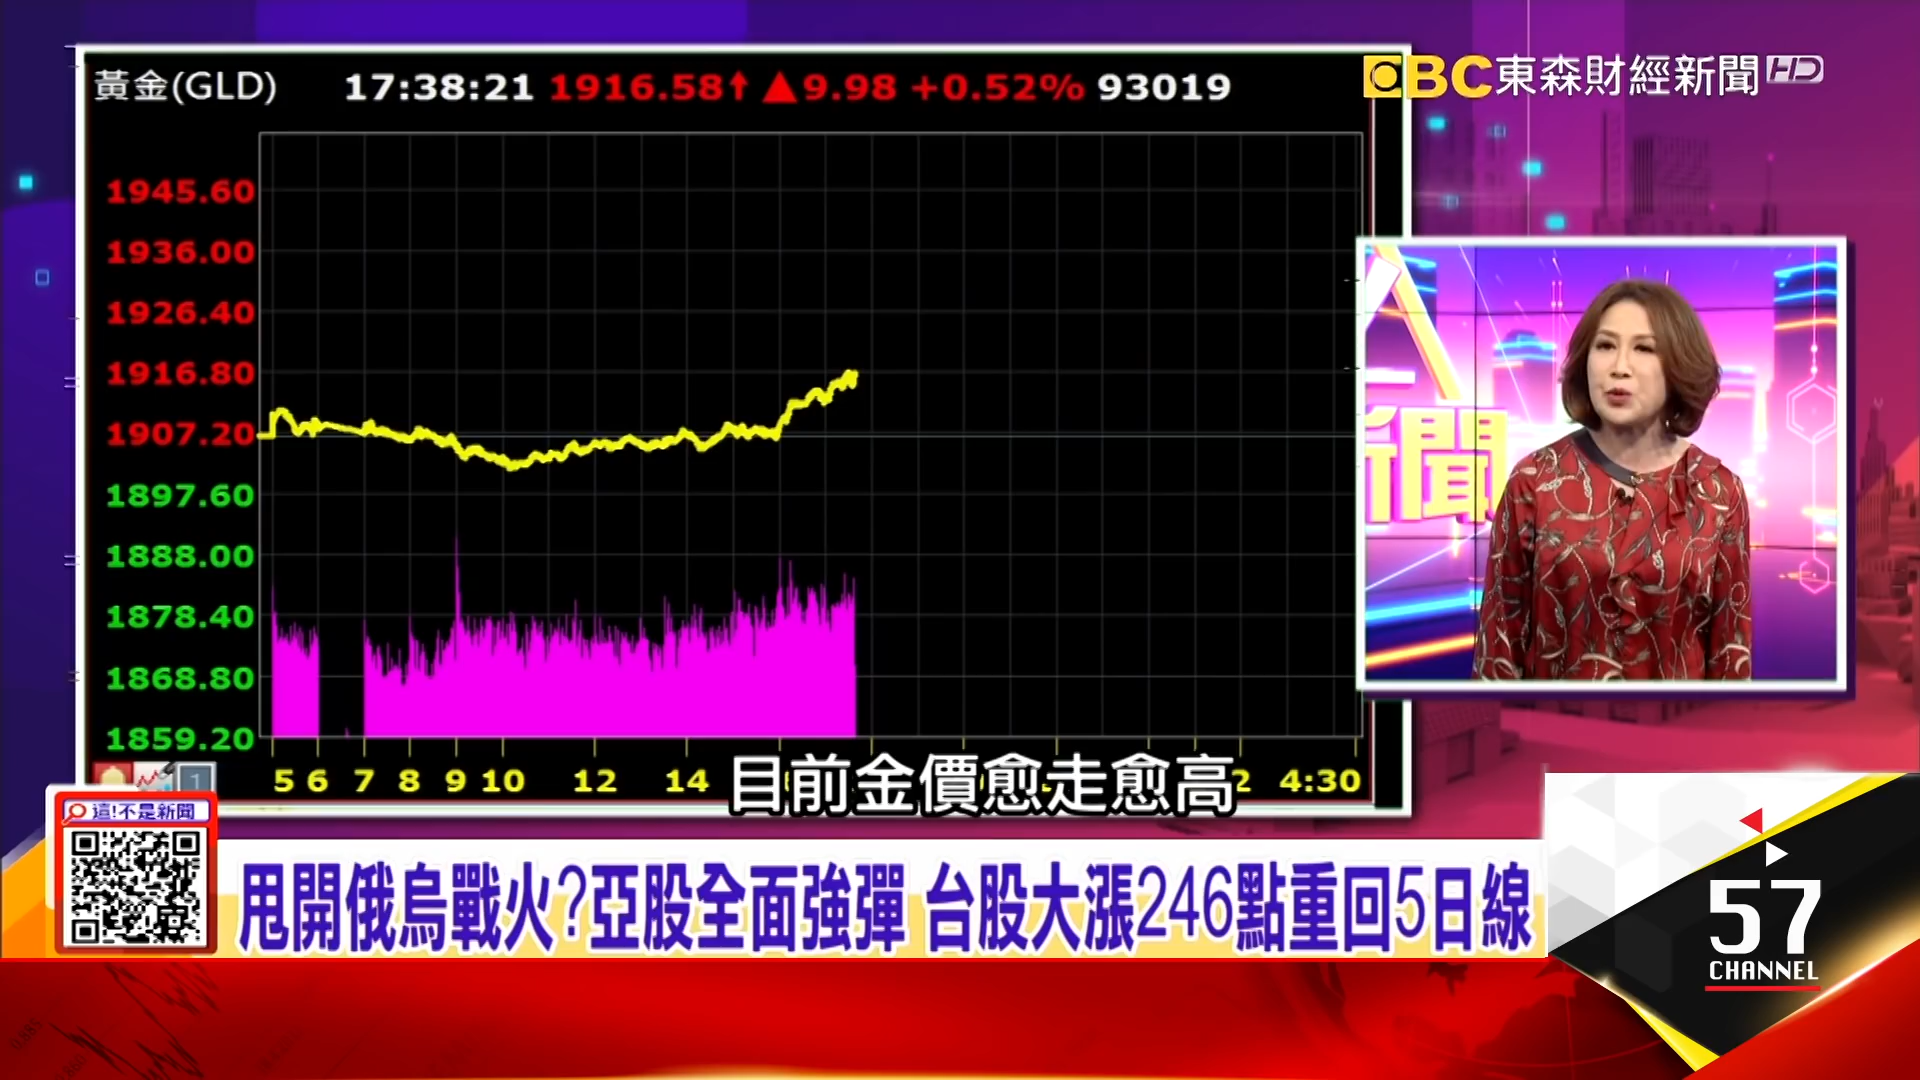 黃金(GLD) 17:38:21 1916.58↑ ▲9.98 +0.52% 93019
EBC東森財經新聞HD
1945.60
1936.00
1926.40
1916.80
1907.20
1897.60
1888.00
1878.40
1868.80
1859.20
5 6 7 8 9 10 12 14 2 4:30
1
新聞
目前金價愈走愈高
這!不是新聞
甩開俄烏戰火?亞股全面強彈 台股大漲246點重回5日線
57
CHANNEL